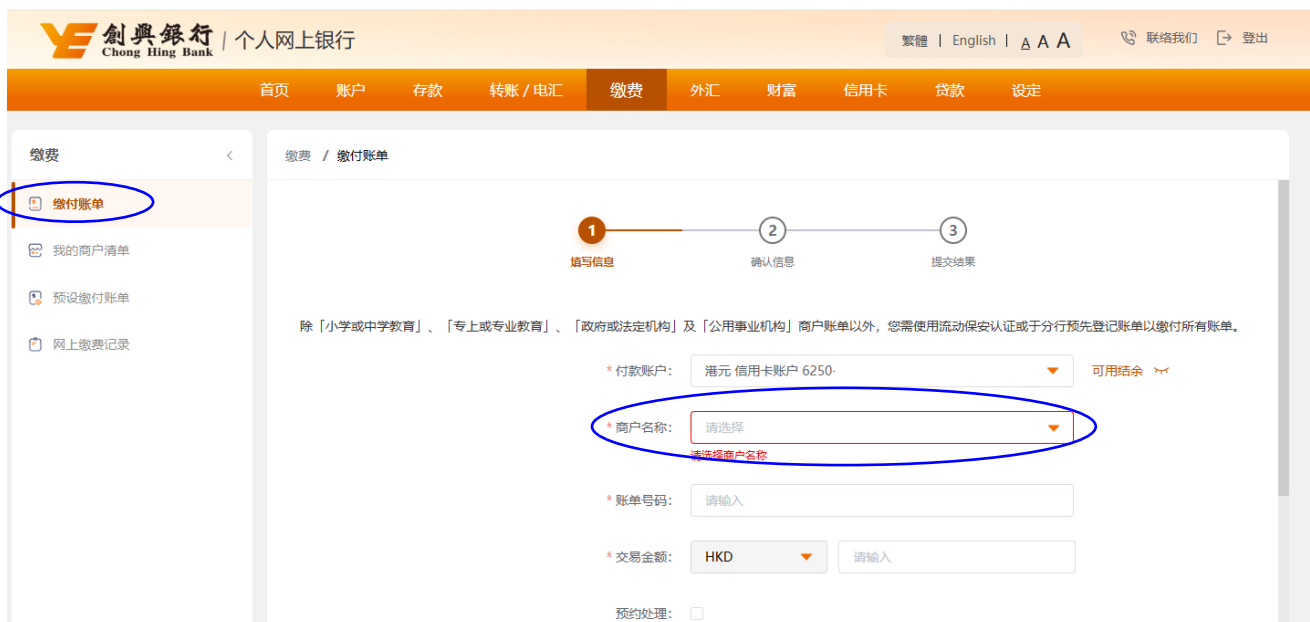 創興銀行 | 个人网上银行
Chong Hing Bank
繁體 | English | A A A
联络我们
登出
首页 账户 存款 转账 / 电汇 缴费 外汇 财富 信用卡 贷款 设定
缴费
缴付账单
我的商户清单
预设缴付账单
网上缴费记录
缴费 / 缴付账单
1 2 3
填写信息 确认信息 提交结果
除「小学或中学教育」、「专上或专业教育」、「政府或法定机构」及「公用事业机构」商户账单以外，您需使用流动保安认证或于分行预先登记账单以缴付所有账单。
* 付款账户： 港元 信用卡账户 6250- 可用结余
* 商户名称： 请选择
请选择商户名称
* 账单号码： 请输入
* 交易金额： HKD 请输入
预约处理：